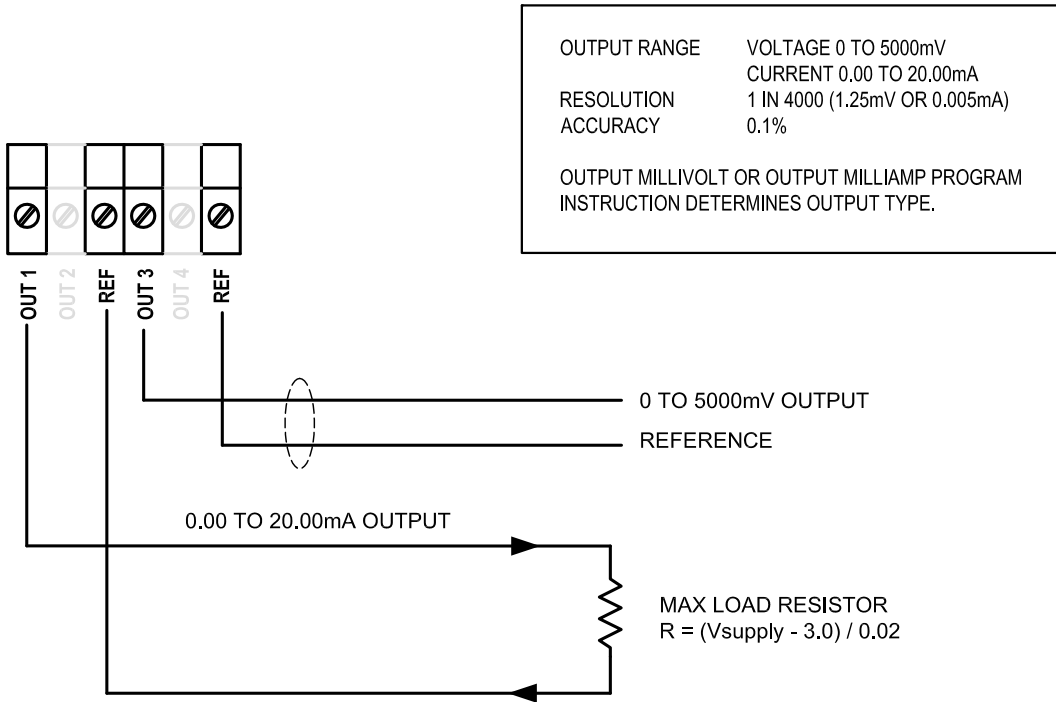 OUTPUT RANGE VOLTAGE 0 TO 5000mV
CURRENT 0.00 TO 20.00mA
RESOLUTION 1 IN 4000 (1.25mV OR 0.005mA)
ACCURACY 0.1%
OUTPUT MILLIVOLT OR OUTPUT MILLIAMP PROGRAM
INSTRUCTION DETERMINES OUTPUT TYPE.
OUT 1
OUT 2
REF
OUT 3
OUT 4
REF
0 TO 5000mV OUTPUT
REFERENCE
0.00 TO 20.00mA OUTPUT
MAX LOAD RESISTOR
R = (Vsupply - 3.0) / 0.02